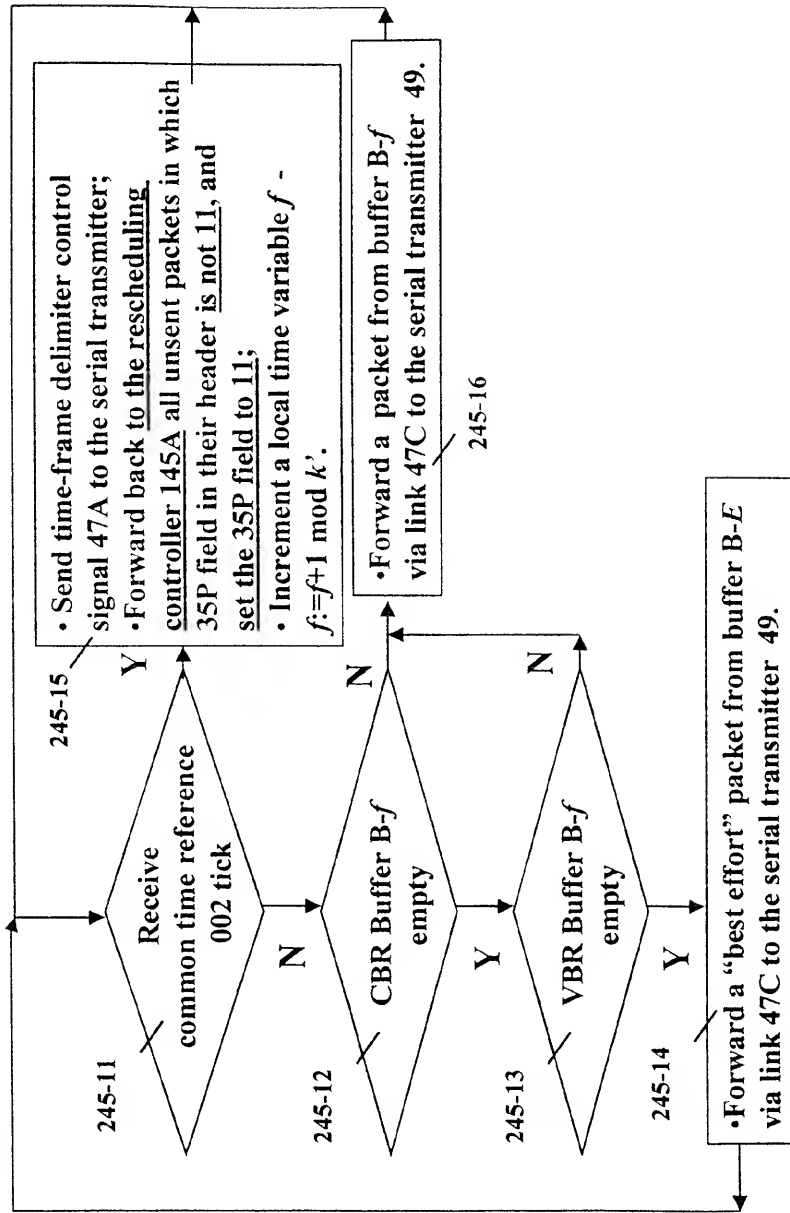 245-11
Receive
common time reference
002 tick
Y
N
245-15
• Send time-frame delimiter control
signal 47A to the serial transmitter;
•Forward back to the rescheduling
controller 145A all unsent packets in which
35P field in their header is not 11, and
set the 35P field to 11;
• Increment a local time variable f -
f:=f+1 mod k'.
245-12
CBR Buffer B-f
empty
N
Y
•Forward a packet from buffer B-f
via link 47C to the serial transmitter 49.
245-16
245-13
VBR Buffer B-f
empty
N
Y
245-14
•Forward a “best effort” packet from buffer B-E
via link 47C to the serial transmitter 49.